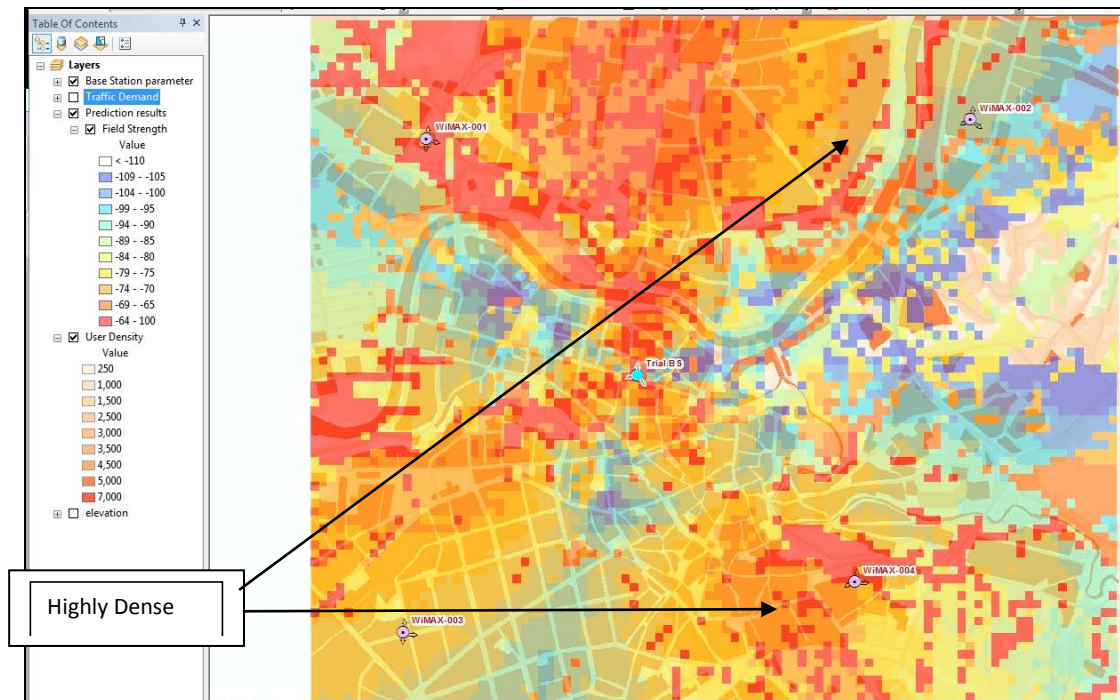 Table Of Contents
Layers
Base Station parameter
Traffic Demand
Prediction results
Field Strength
Value
< -110
-109 - -105
-104 - -100
-99 - -95
-94 - -90
-89 - -85
-84 - -80
-79 - -75
-74 - -70
-69 - -65
-64 - 100
User Density
Value
250
1,000
1,500
2,500
3,000
3,500
4,500
5,000
7,000
elevation
WiMAX-001
WiMAX-002
Trial BS
WiMAX-004
WiMAX-003
Highly Dense